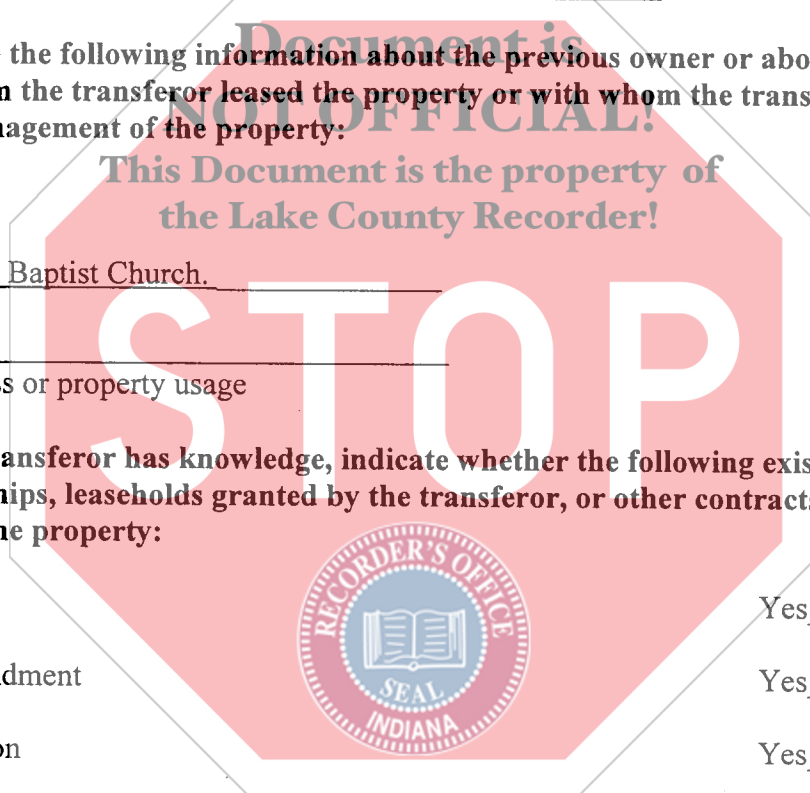 Document is
the following information about the previous owner or abo
m the transferor leased the property or with whom the trans
NOT OFFICIAL!
nagement of the property:
This Document is the property of
the Lake County Recorder!
Baptist Church.
STOP
s or property usage
ansferor has knowledge, indicate whether the following exis
hips, leaseholds granted by the transferor, or other contracts
he property:
RECORDER'S OFFICE
SEAL
INDIANA
Yes
dment Yes
on Yes